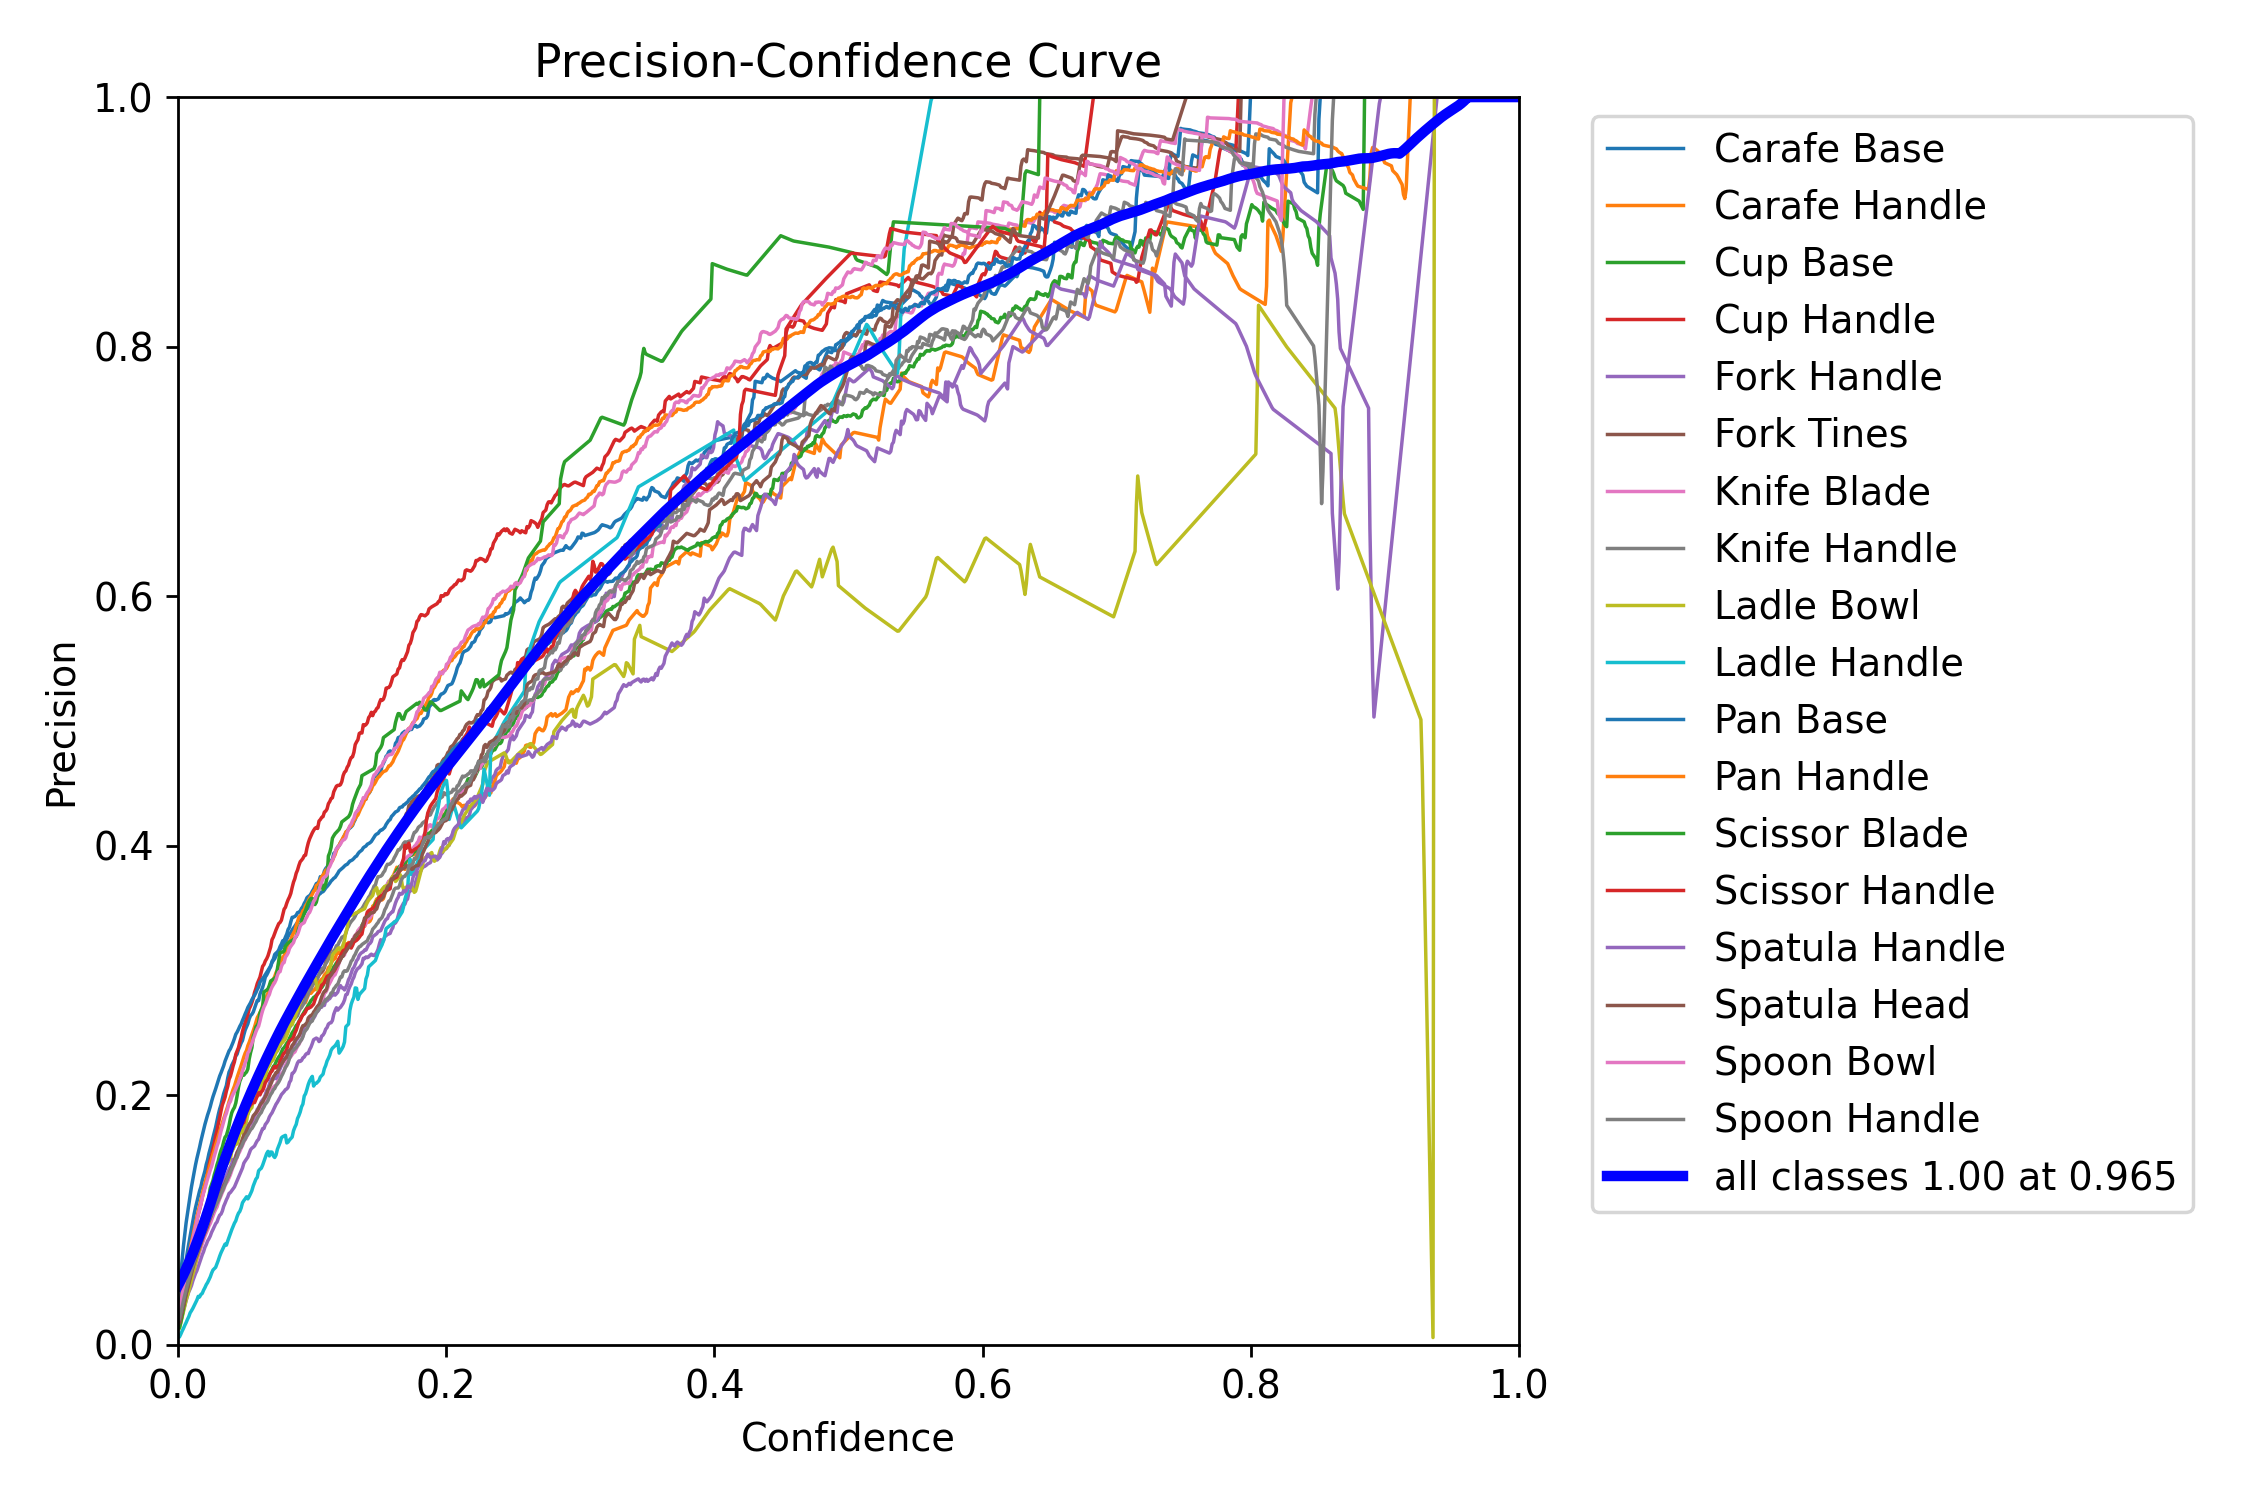 Precision-Confidence Curve
1.0
0.8
0.6
0.4
0.2
0.0
Precision
0.0 0.2 0.4 0.6 0.8 1.0
Confidence
Carafe Base
Carafe Handle
Cup Base
Cup Handle
Fork Handle
Fork Tines
Knife Blade
Knife Handle
Ladle Bowl
Ladle Handle
Pan Base
Pan Handle
Scissor Blade
Scissor Handle
Spatula Handle
Spatula Head
Spoon Bowl
Spoon Handle
all classes 1.00 at 0.965